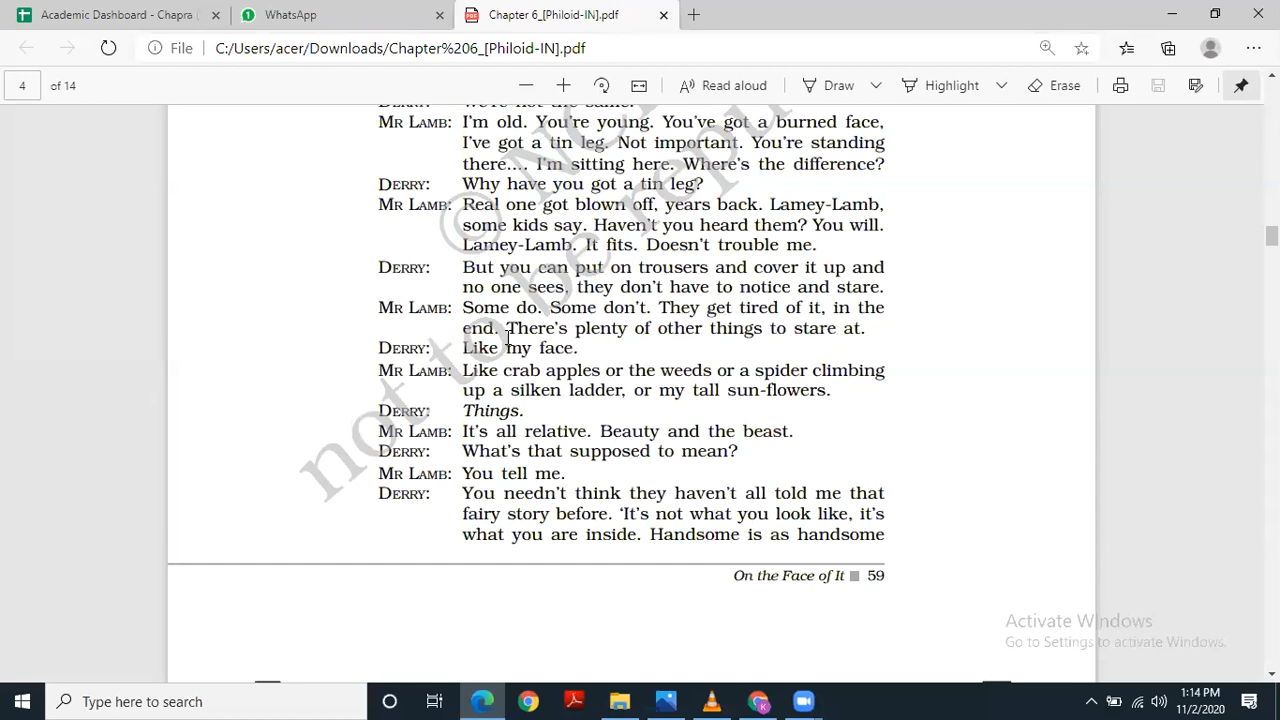 Academic Dashboard - Chapra (
WhatsApp
Chapter 6_[Philoid-IN].pdf
File
C:/Users/acer/Downloads/Chapter%206_[Philoid-IN].pdf
4 of 14
Read aloud
Draw
Highlight
Erase
DERRY: We're not the same.
MR LAMB: I'm old. You're young. You've got a burned face,
I've got a tin leg. Not important. You're standing
there.... I'm sitting here. Where's the difference?
DERRY: Why have you got a tin leg?
MR LAMB: Real one got blown off, years back. Lamey-Lamb,
some kids say. Haven't you heard them? You will.
Lamey-Lamb. It fits. Doesn't trouble me.
DERRY: But you can put on trousers and cover it up and
no one sees, they don't have to notice and stare.
MR LAMB: Some do. Some don't. They get tired of it, in the
end. There's plenty of other things to stare at.
DERRY: Like my face.
MR LAMB: Like crab apples or the weeds or a spider climbing
up a silken ladder, or my tall sun-flowers.
DERRY: Things.
MR LAMB: It's all relative. Beauty and the beast.
DERRY: What's that supposed to mean?
MR LAMB: You tell me.
DERRY: You needn't think they haven't all told me that
fairy story before. ‘It's not what you look like, it's
what you are inside. Handsome is as handsome
On the Face of It 59
© NC
not to be repu
Activate Windows
Go to Settings to activate Windows.
Type here to search
1:14 PM
11/2/2020